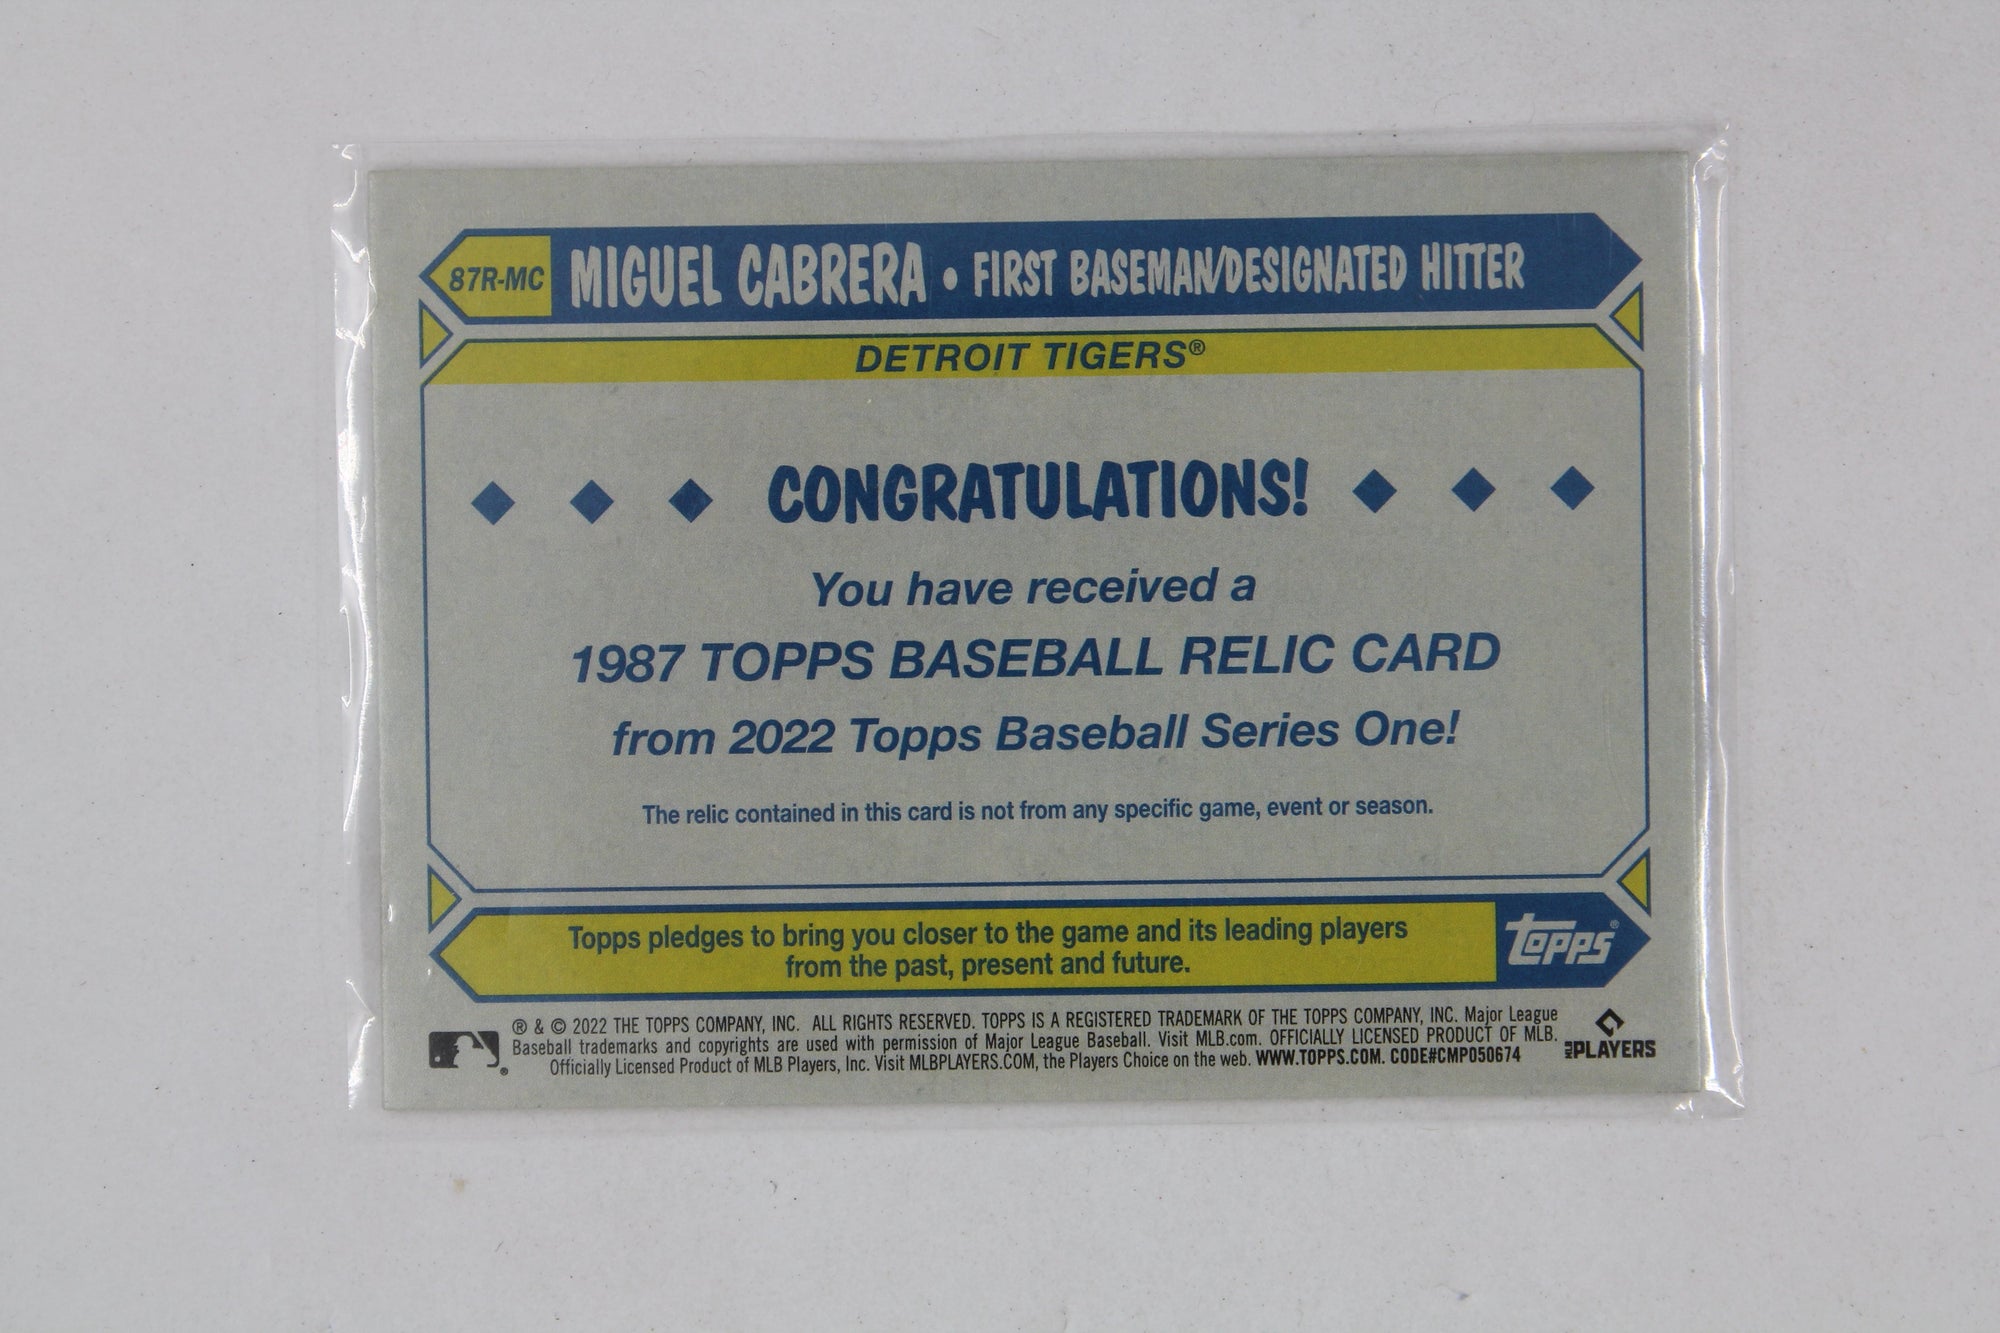 87R-MC MIGUEL CABRERA • FIRST BASEMAN/DESIGNATED HITTER
DETROIT TIGERS®
CONGRATULATIONS!
You have received a
1987 TOPPS BASEBALL RELIC CARD
from 2022 Topps Baseball Series One!
The relic contained in this card is not from any specific game, event or season.
Topps pledges to bring you closer to the game and its leading players
from the past, present and future.
Topps®
® & © 2022 THE TOPPS COMPANY, INC. ALL RIGHTS RESERVED. TOPPS IS A REGISTERED TRADEMARK OF THE TOPPS COMPANY, INC. Major League
Baseball trademarks and copyrights are used with permission of Major League Baseball. Visit MLB.com. OFFICIALLY LICENSED PRODUCT OF MLB.
Officially Licensed Product of MLB Players, Inc. Visit MLBPLAYERS.COM, the Players Choice on the web. WWW.TOPPS.COM. CODE#CMP050674
MLB PLAYERS